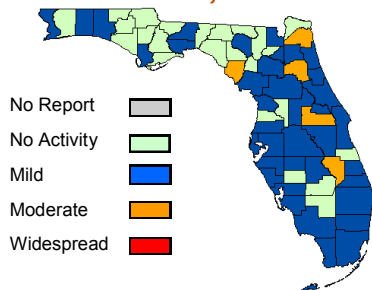 No Report
No Activity
Mild
Moderate
Widespread